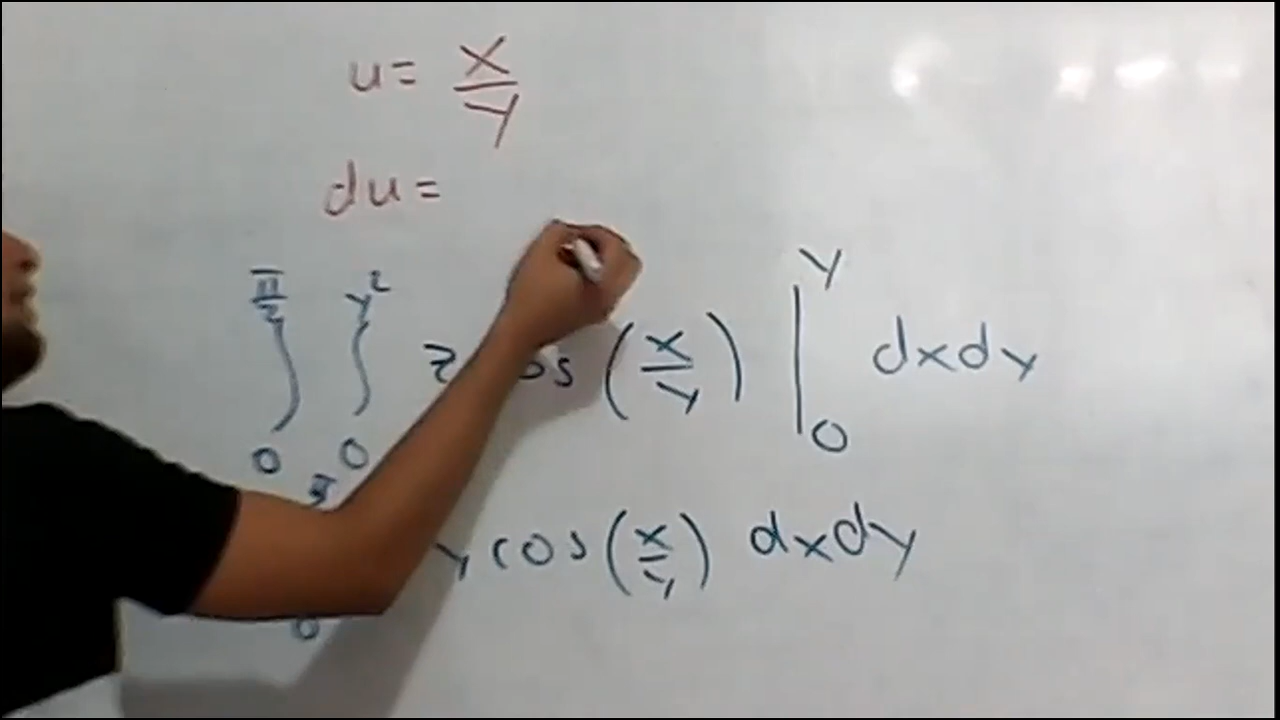 u = x/y
du =
∫₀^{π/2} ∫₀^{y²} z cos(x/y) |₀^y dxdy
y cos(x/y) dxdy